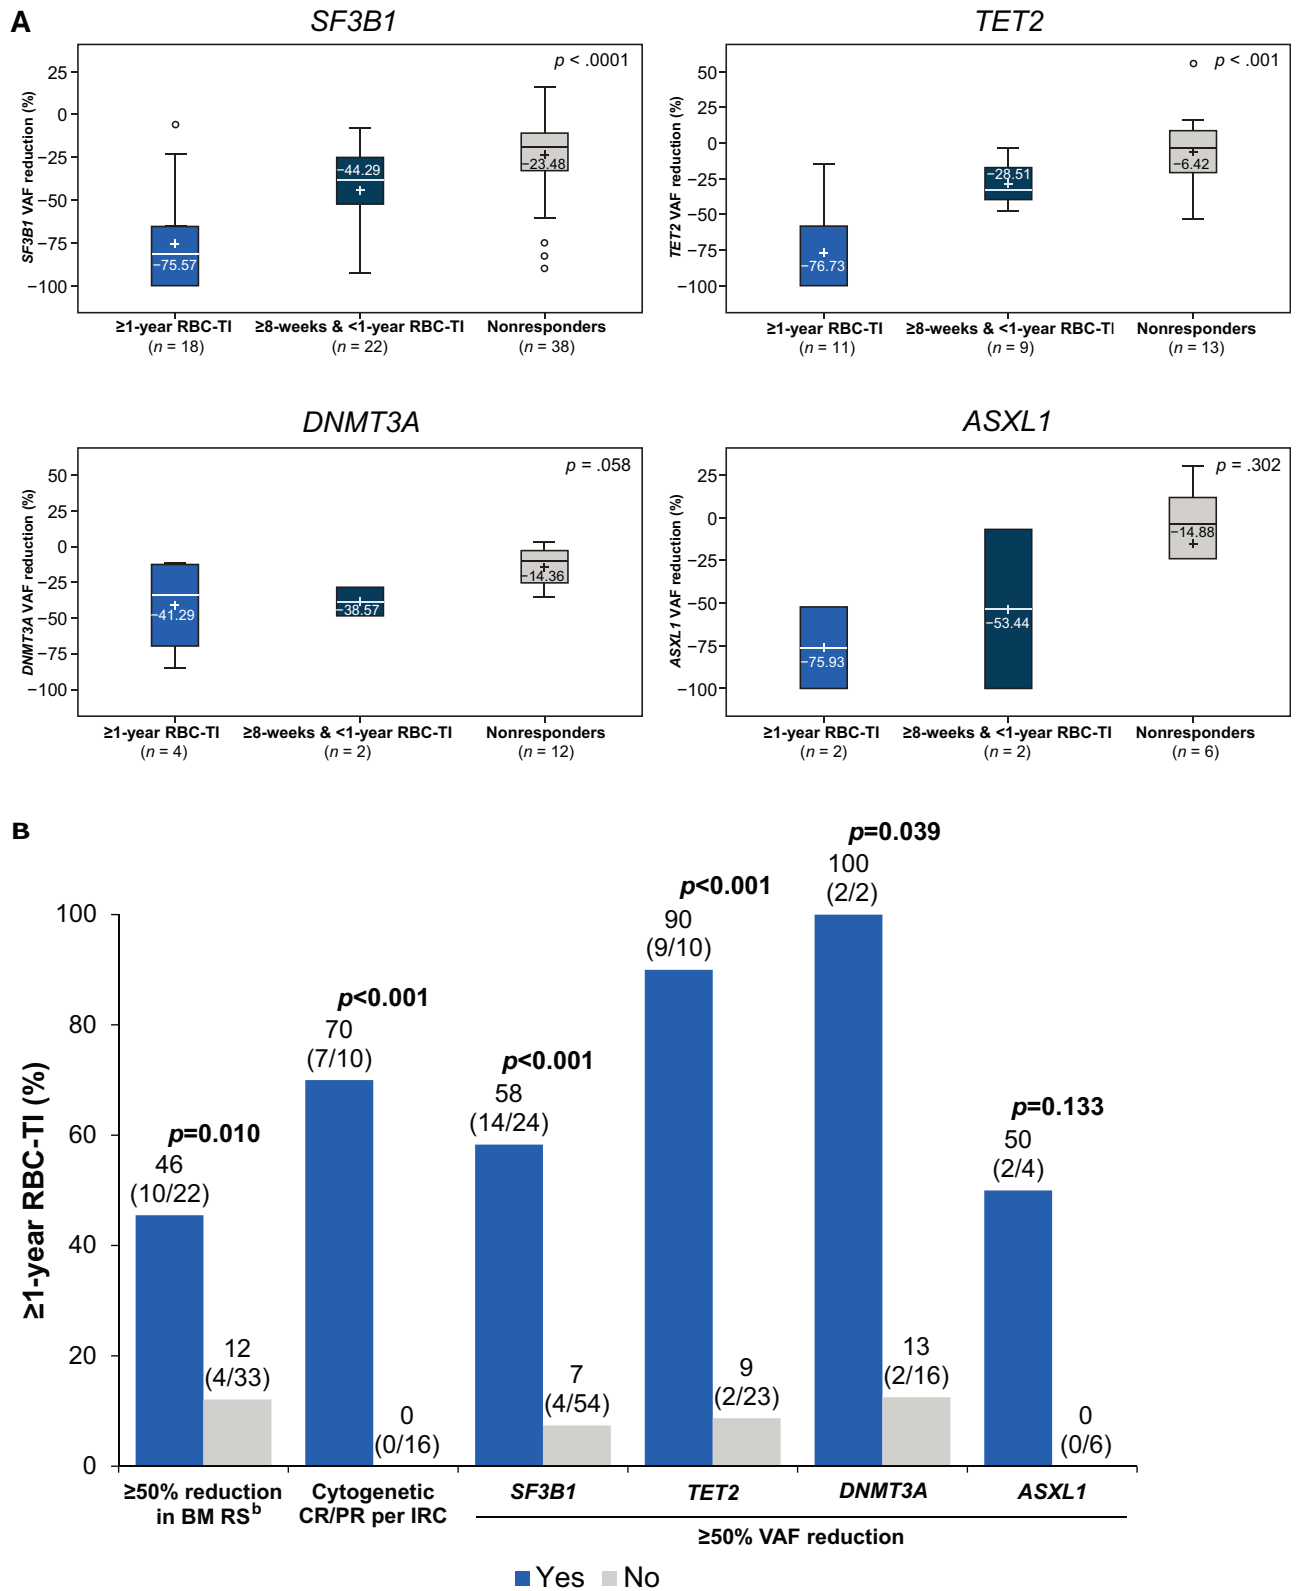 A
SF3B1
p < .0001
SF3B1 VAF reduction (%)
25
0
−25
−50
−75
−100
−75.57
−44.29
−23.48
≥1-year RBC-TI
(n = 18)
≥8-weeks & <1-year RBC-TI
(n = 22)
Nonresponders
(n = 38)
TET2
p < .001
TET2 VAF reduction (%)
50
25
0
−25
−50
−75
−100
−76.73
−28.51
−6.42
≥1-year RBC-TI
(n = 11)
≥8-weeks & <1-year RBC-TI
(n = 9)
Nonresponders
(n = 13)
DNMT3A
p = .058
DNMT3A VAF reduction (%)
50
25
0
−25
−50
−75
−100
−41.29
−38.57
−14.36
≥1-year RBC-TI
(n = 4)
≥8-weeks & <1-year RBC-TI
(n = 2)
Nonresponders
(n = 12)
ASXL1
p = .302
ASXL1 VAF reduction (%)
25
0
−25
−50
−75
−100
−75.93
−53.44
−14.88
≥1-year RBC-TI
(n = 2)
≥8-weeks & <1-year RBC-TI
(n = 2)
Nonresponders
(n = 6)
B
≥1-year RBC-TI (%)
100
80
60
40
20
0
p=0.010
46
(10/22)
12
(4/33)
p<0.001
70
(7/10)
0
(0/16)
p<0.001
58
(14/24)
7
(4/54)
p<0.001
90
(9/10)
9
(2/23)
p=0.039
100
(2/2)
13
(2/16)
p=0.133
50
(2/4)
0
(0/6)
≥50% reduction
in BM RSᵇ
Cytogenetic
CR/PR per IRC
SF3B1
TET2
DNMT3A
ASXL1
≥50% VAF reduction
Yes
No